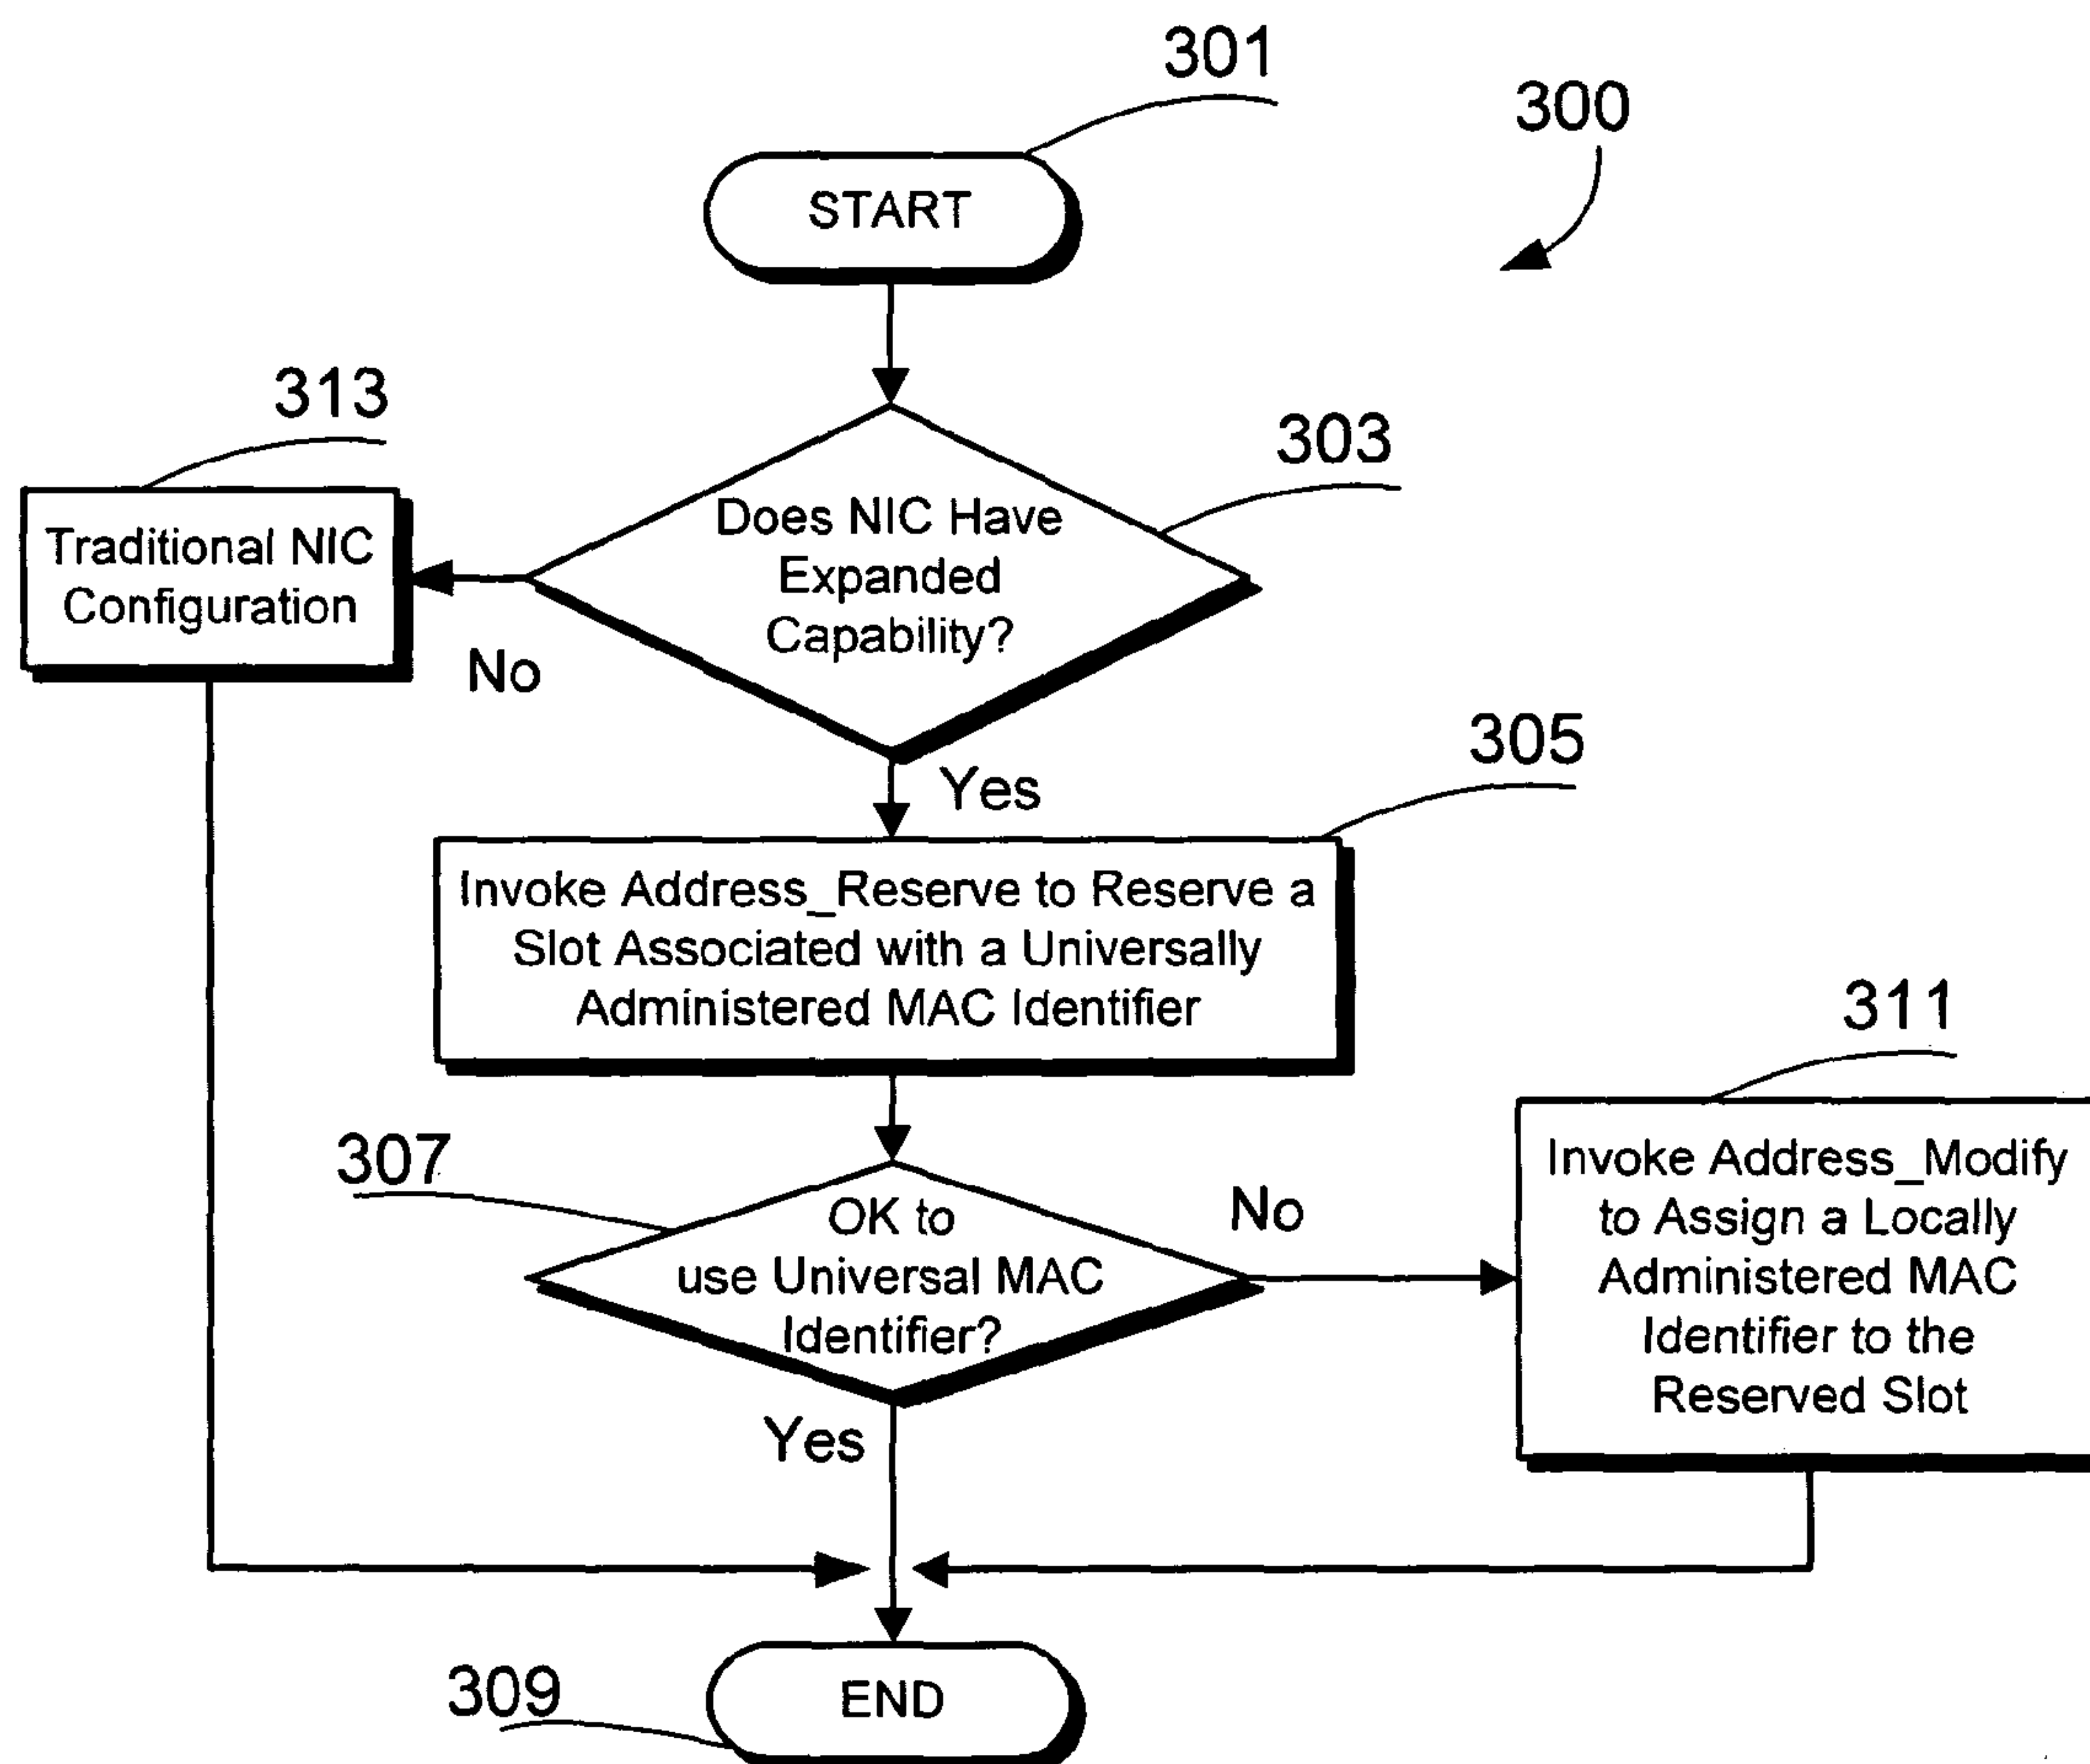 301
300
START
313
303
Does NIC Have
Expanded
Capability?
Traditional NIC
Configuration
No
Yes
305
Invoke Address_Reserve to Reserve a
Slot Associated with a Universally
Administered MAC Identifier
311
307
OK to
use Universal MAC
Identifier?
No
Invoke Address_Modify
to Assign a Locally
Administered MAC
Identifier to the
Reserved Slot
Yes
309
END